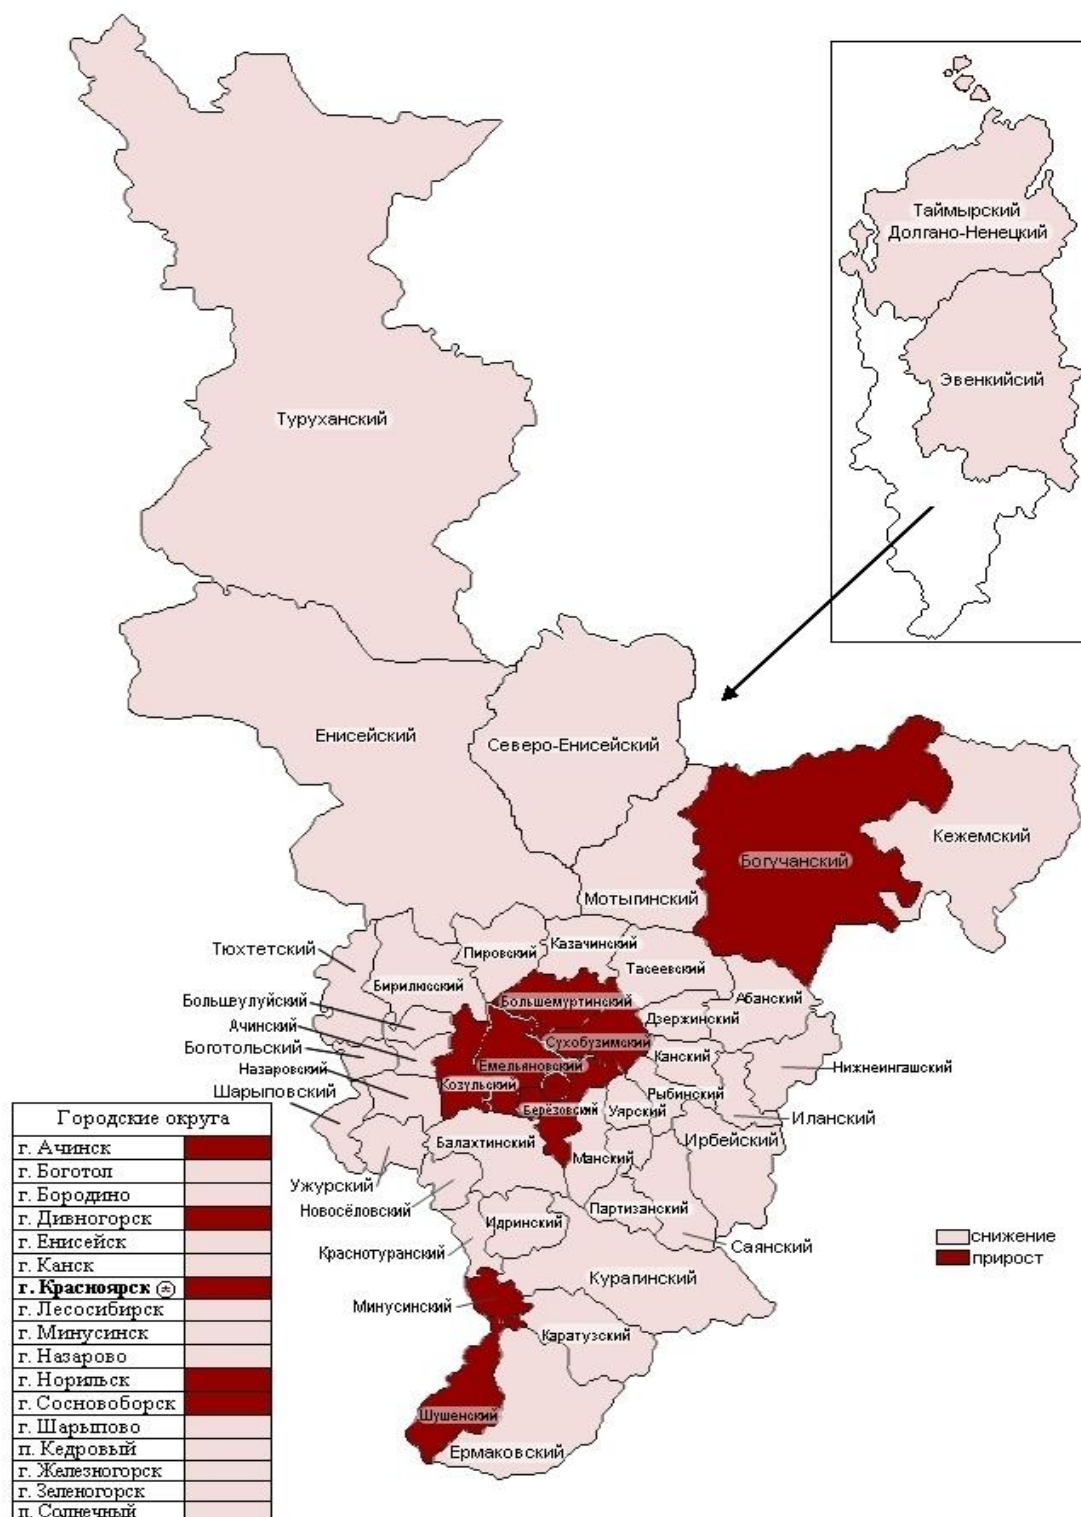 Таймырский
Долгано-Ненецкий
Эвенкийсий
Туруханский
Енисейский
Северо-Енисейский
Богучанский
Кежемский
Мотыгинский
Тюхтетский
Пировский
Казачинский
Тасеевский
Бирилюсский
Большеулуйский
Большемуртинский
Абанский
Ачинский
Дзержинский
Боготольский
Сухобузимский
Канский
Назаровский
Емельяновский
Нижнеингашский
Шарыповский
Козульский
Рыбинский
Берёзовский
Уярский
Иланский
Балахтинский
Ирбейский
Манский
Ужурский
Новосёловский
Партизанский
Идринский
Саянский
Краснотуранский
Курагинский
Минусинский
Каратузский
Шушенский
Ермаковский
Городские округа
г. Ачинск
г. Боготол
г. Бородино
г. Дивногорск
г. Енисейск
г. Канск
г. Красноярск
г. Лесосибирск
г. Минусинск
г. Назарово
г. Норильск
г. Сосновоборск
г. Шарыпово
п. Кедровый
г. Железногорск
г. Зеленогорск
п. Солнечный
снижение
прирост